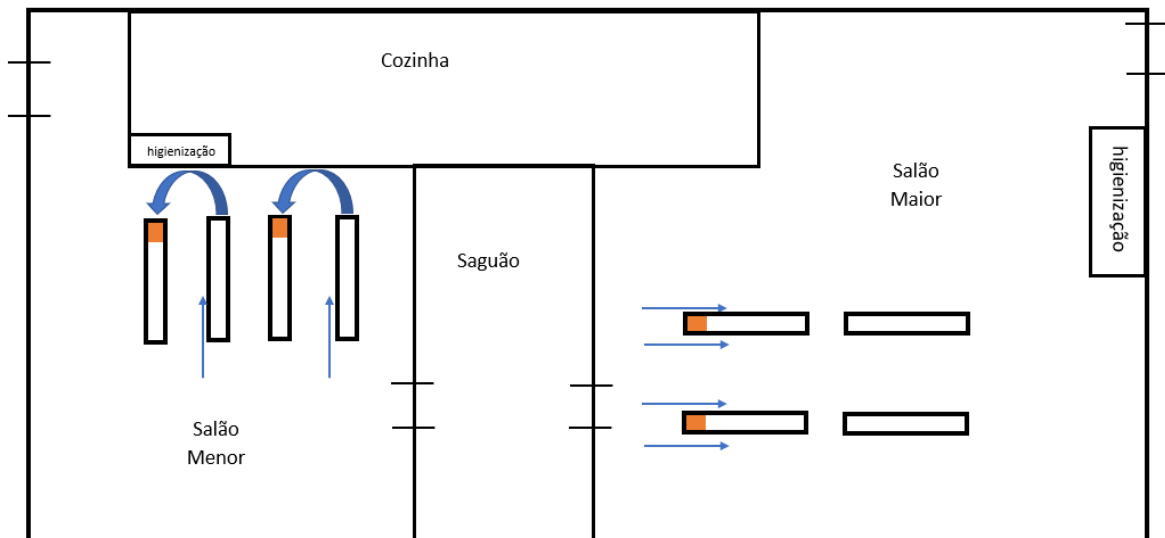 Cozinha
higienização
Salão
Maior
higienização
Saguão
Salão
Menor